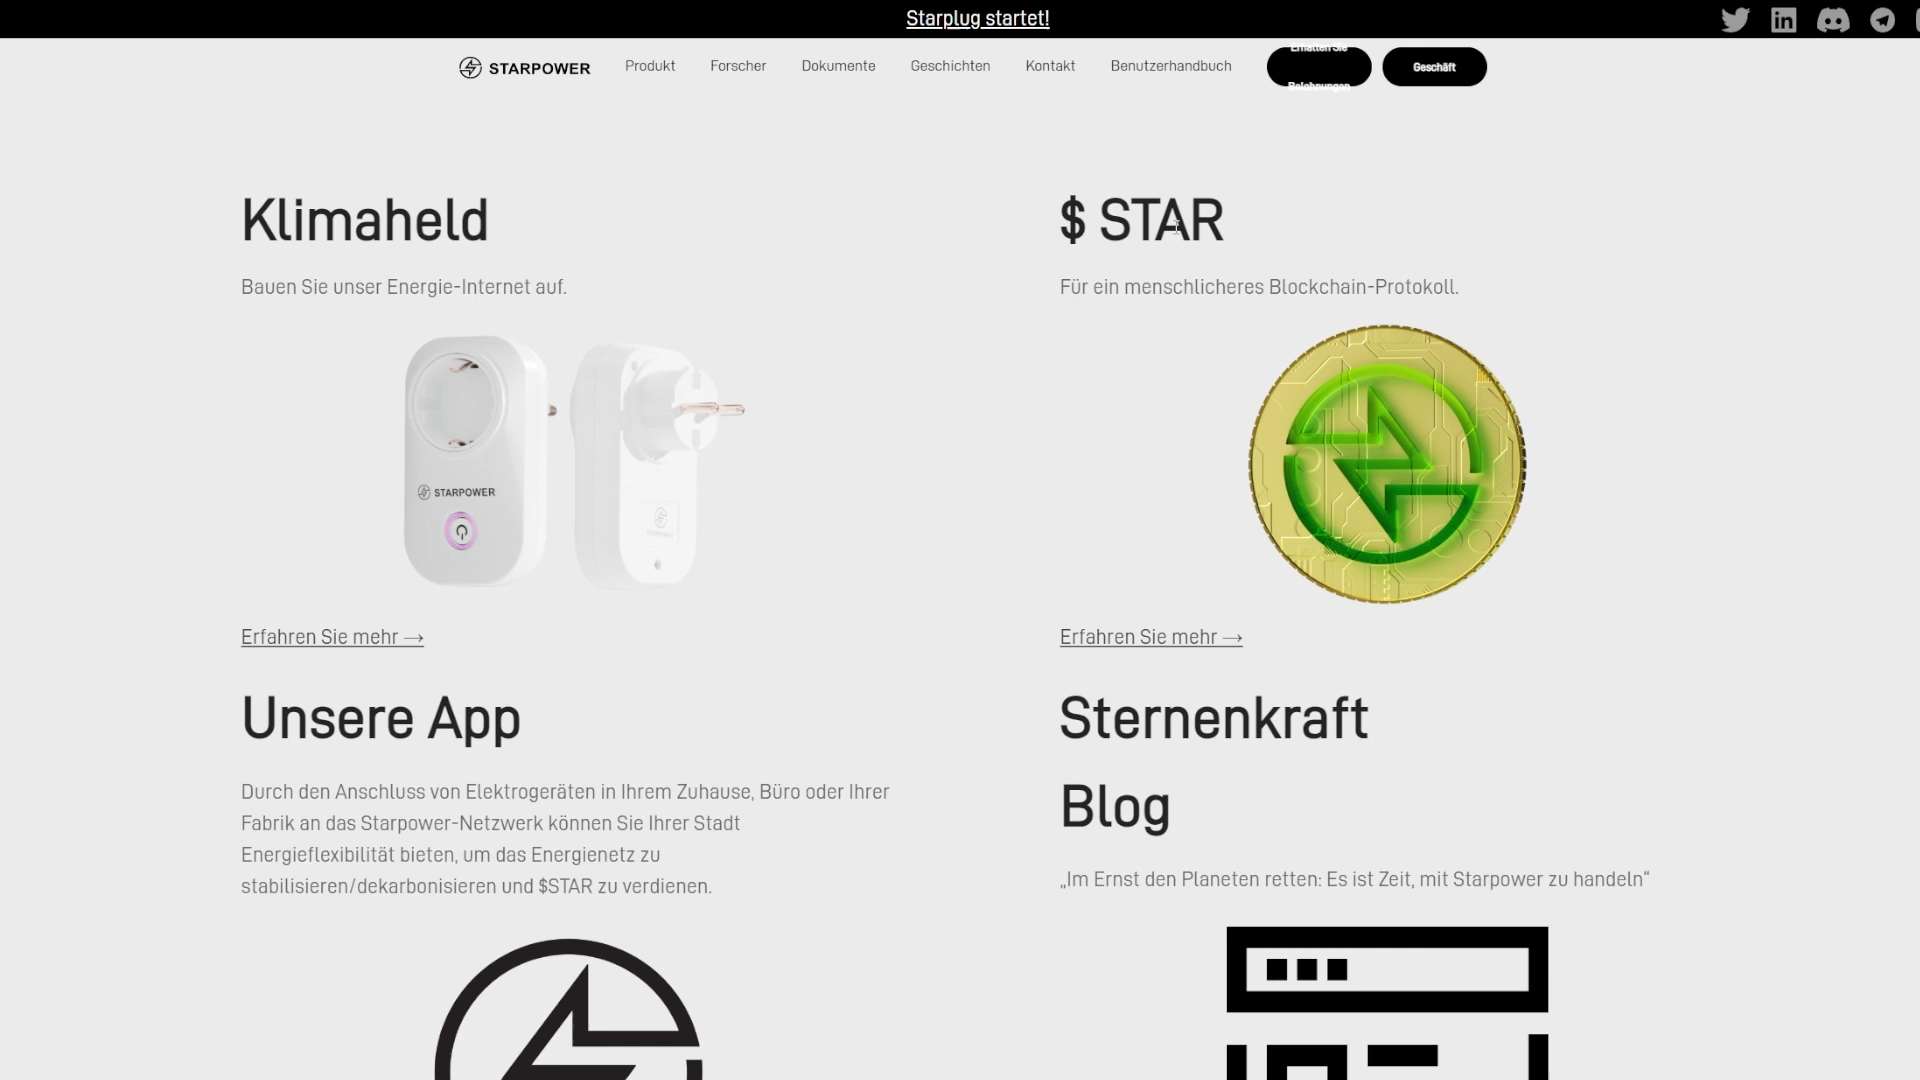 Starplug startet!
STARPOWER Produkt Forscher Dokumente Geschichten Kontakt Benutzerhandbuch Erhalten Sie Belohnungen Geschäft
Klimaheld
Bauen Sie unser Energie-Internet auf.
STARPOWER
Erfahren Sie mehr →
$ STAR
Für ein menschlicheres Blockchain-Protokoll.
Erfahren Sie mehr →
Unsere App
Durch den Anschluss von Elektrogeräten in Ihrem Zuhause, Büro oder Ihrer
Fabrik an das Starpower-Netzwerk können Sie Ihrer Stadt
Energieflexibilität bieten, um das Energienetz zu
stabilisieren/dekarbonisieren und $STAR zu verdienen.
Sternenkraft
Blog
„Im Ernst den Planeten retten: Es ist Zeit, mit Starpower zu handeln“